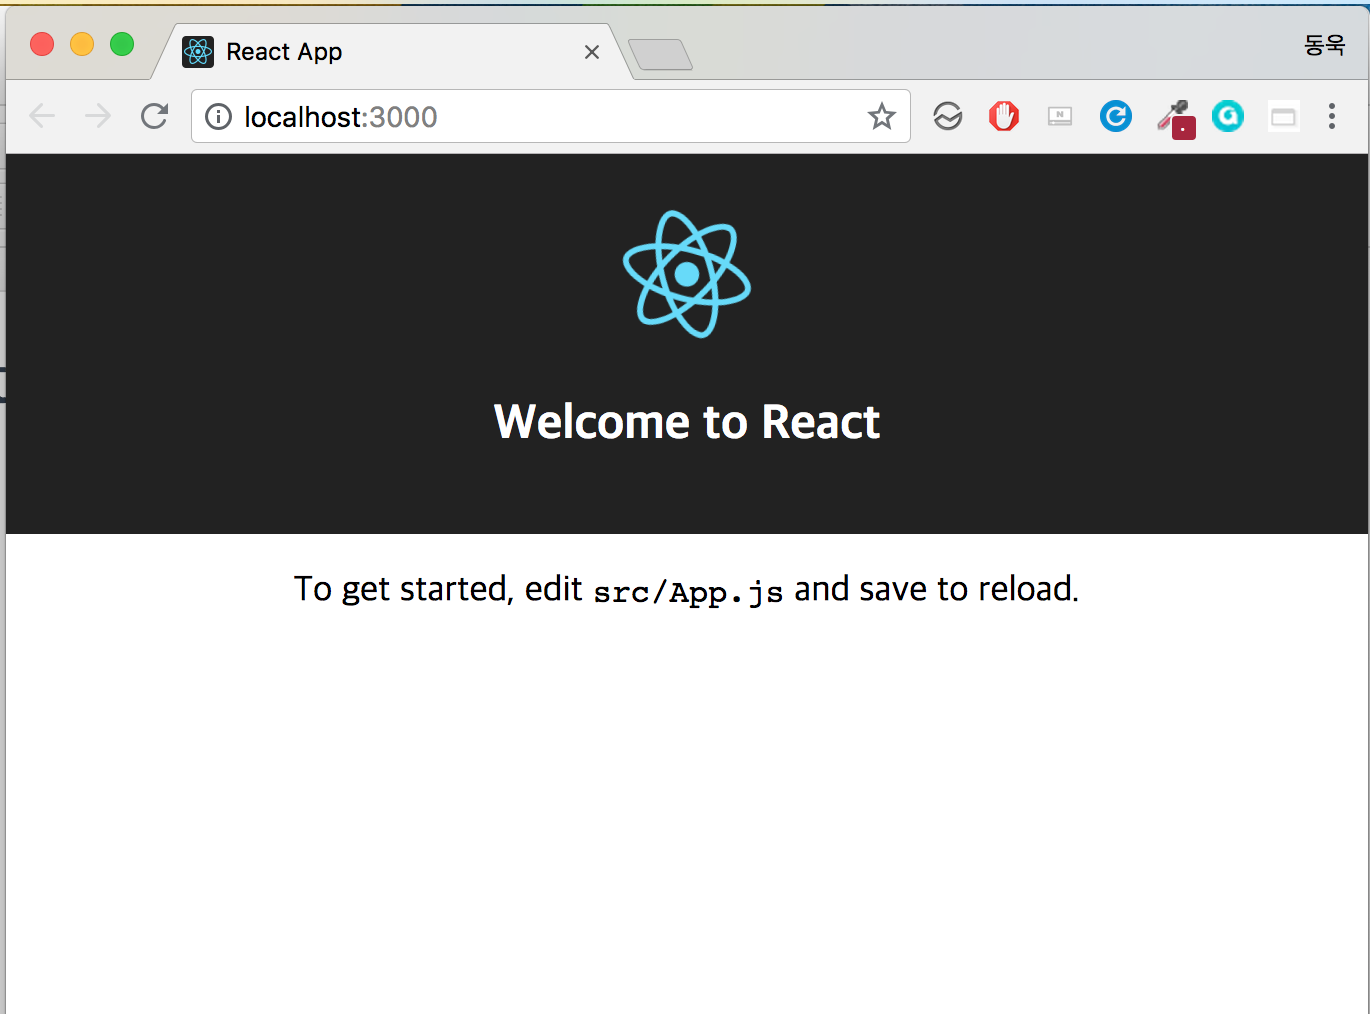 React App
동욱
localhost:3000
Welcome to React
To get started, edit src/App.js and save to reload.